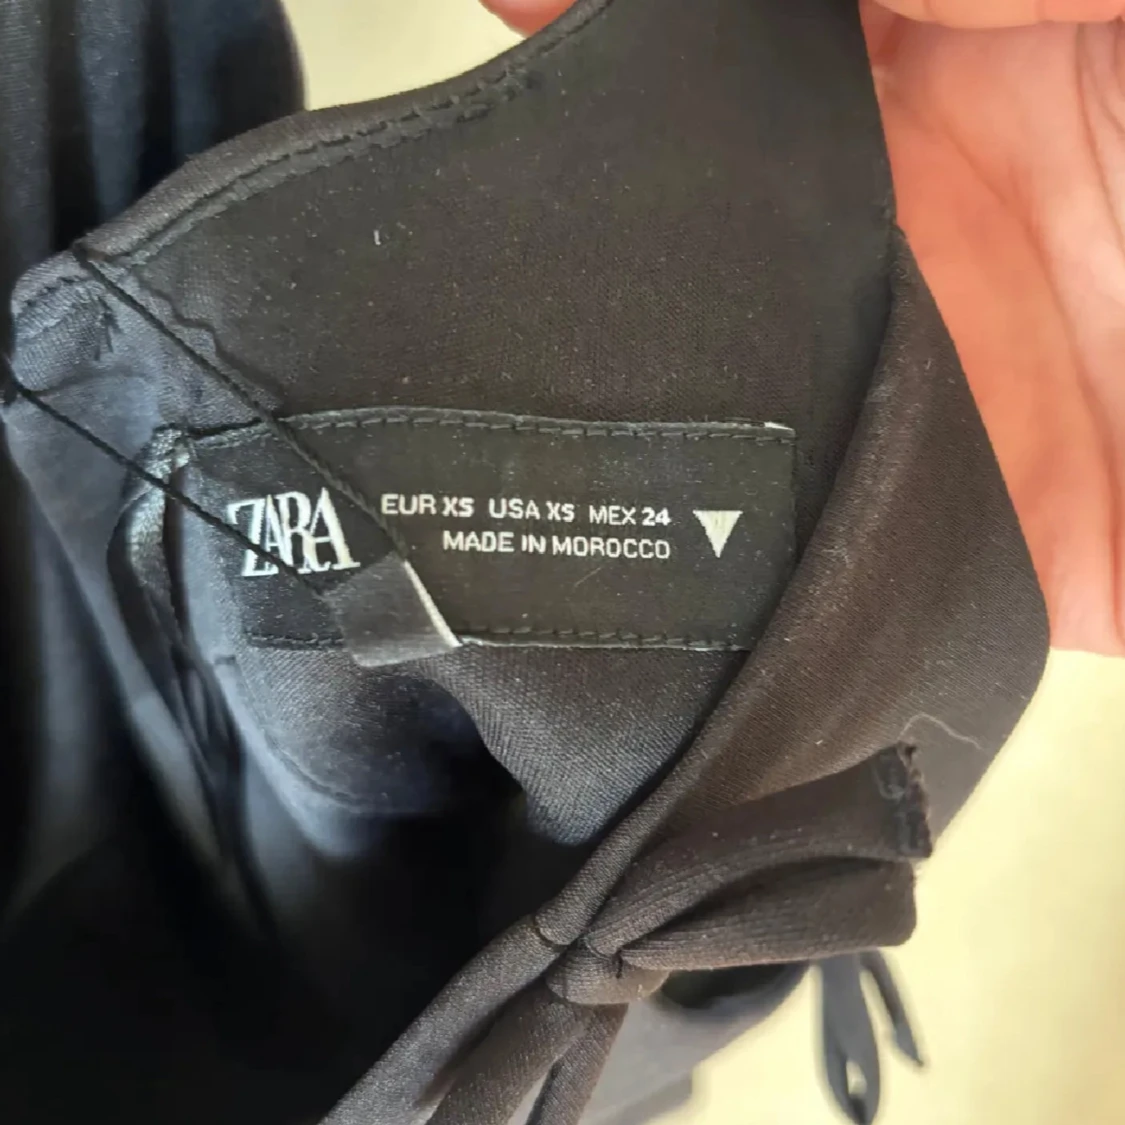 ZARA
EUR XS USA XS MEX 24
MADE IN MOROCCO